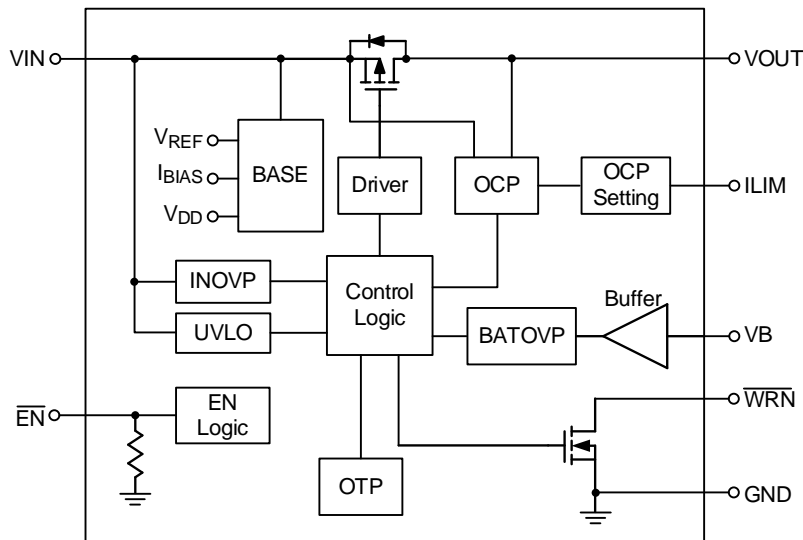 VIN
VOUT
VREF
IBIAS
VDD
BASE
Driver
OCP
OCP
Setting
ILIM
INOVP
UVLO
Control
Logic
BATOVP
Buffer
VB
EN
EN
Logic
OTP
WRN
GND